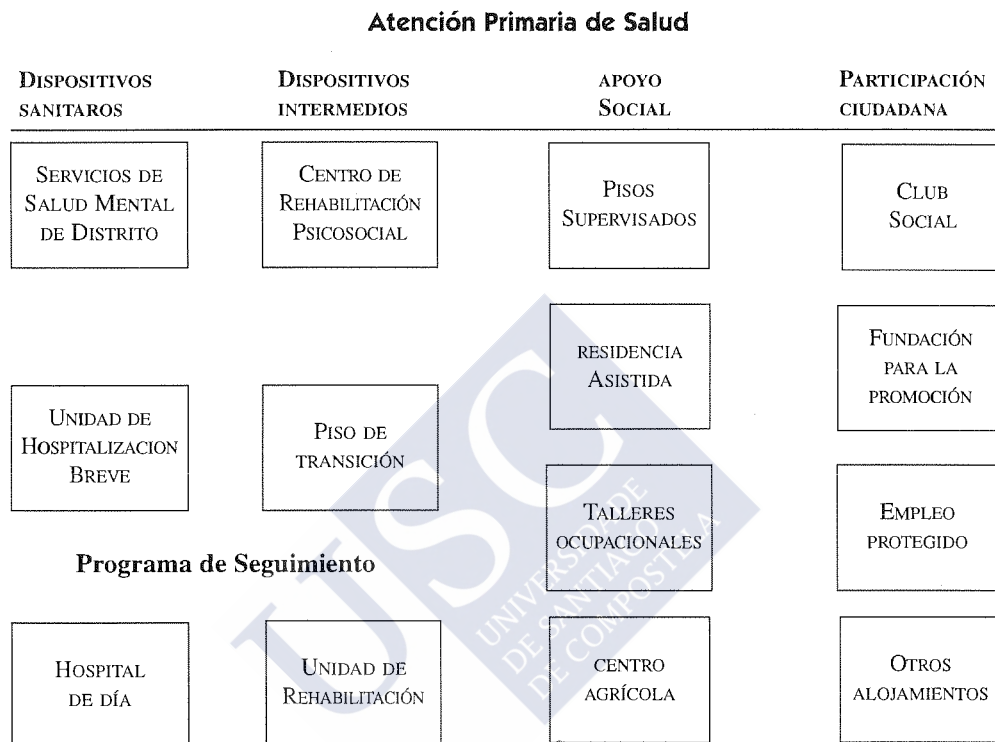 Atención Primaria de Salud
DISPOSITIVOS
SANITAROS
DISPOSITIVOS
INTERMEDIOS
APOYO
SOCIAL
PARTICIPACIÓN
CIUDADANA
SERVICIOS DE
SALUD MENTAL
DE DISTRITO
CENTRO DE
REHABILITACIÓN
PSICOSOCIAL
PISOS
SUPERVISADOS
CLUB
SOCIAL
RESIDENCIA
ASISTIDA
FUNDACIÓN
PARA LA
PROMOCIÓN
UNIDAD DE
HOSPITALIZACION
BREVE
PISO DE
TRANSICIÓN
TALLERES
OCUPACIONALES
EMPLEO
PROTEGIDO
Programa de Seguimiento
HOSPITAL
DE DÍA
UNIDAD DE
REHABILITACIÓN
CENTRO
AGRÍCOLA
OTROS
ALOJAMIENTOS
USC
UNIVERSIDADE
DE SANTIAGO
DE COMPOSTELA